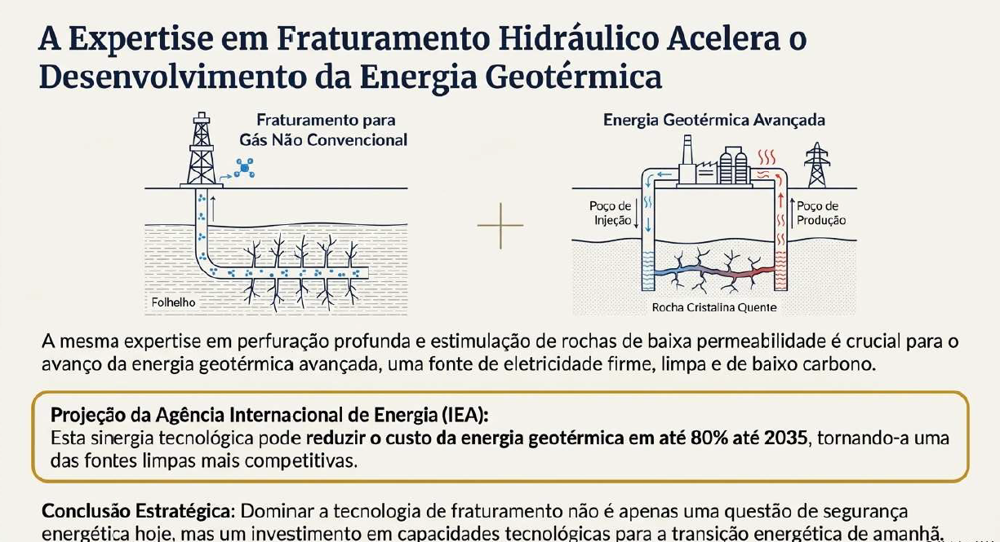 A Expertise em Fraturamento Hidráulico Acelera o
Desenvolvimento da Energia Geotérmica
Fraturamento para
Gás Não Convencional
Folhelho
Energia Geotérmica Avançada
Poço de
Injeção
Poço de
Produção
Rocha Cristalina Quente
A mesma expertise em perfuração profunda e estimulação de rochas de baixa permeabilidade é crucial para o
avanço da energia geotérmica avançada, uma fonte de eletricidade firme, limpa e de baixo carbono.
Projeção da Agência Internacional de Energia (IEA):
Esta sinergia tecnológica pode reduzir o custo da energia geotérmica em até 80% até 2035, tornando-a uma
das fontes limpas mais competitivas.
Conclusão Estratégica: Dominar a tecnologia de fraturamento não é apenas uma questão de segurança
energética hoje, mas um investimento em capacidades tecnológicas para a transição energética de amanhã.